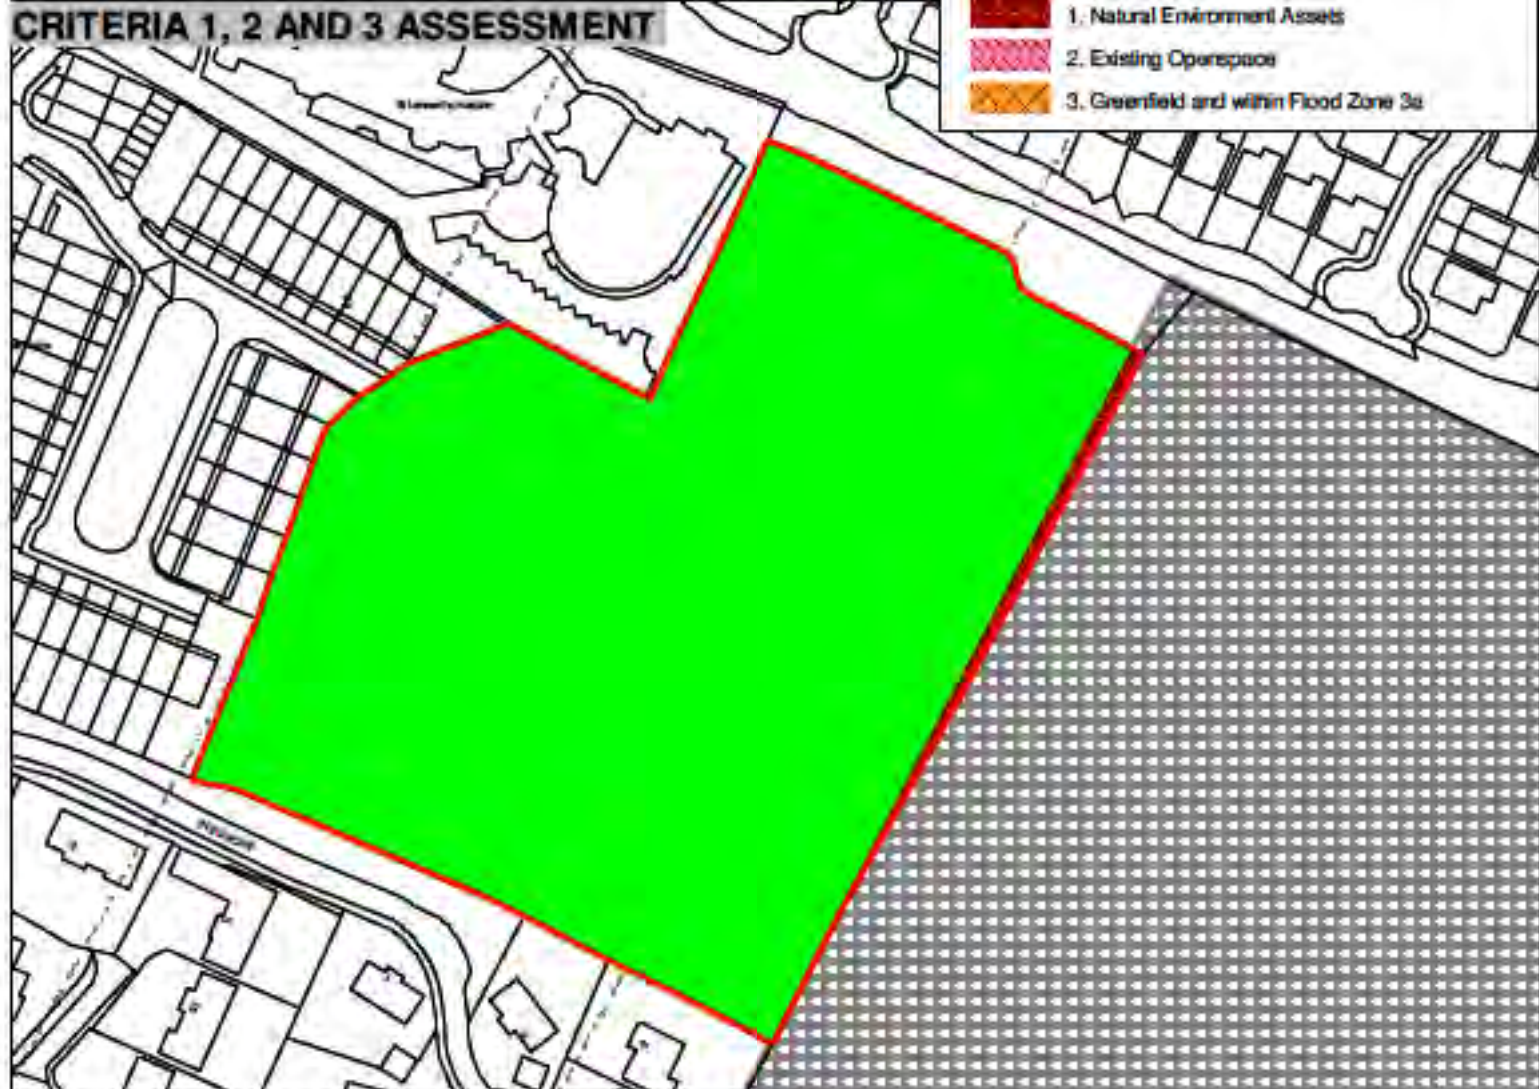 CRITERIA 1, 2 AND 3 ASSESSMENT
1. Natural Environment Assets
2. Existing Openspace
3. Greenfield and within Flood Zone 3a